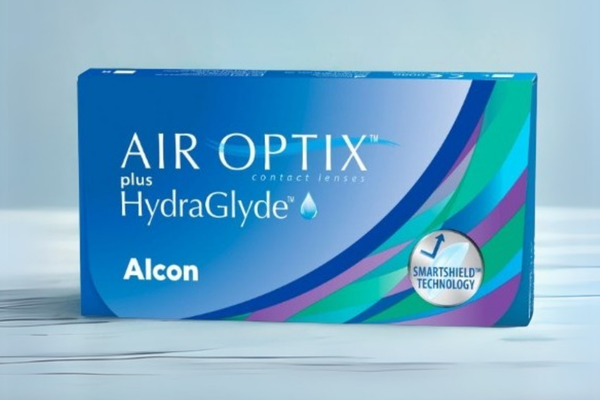 AIR OPTIX™
contact lenses
plus
HydraGlyde™
Alcon
SMARTSHIELD™
TECHNOLOGY